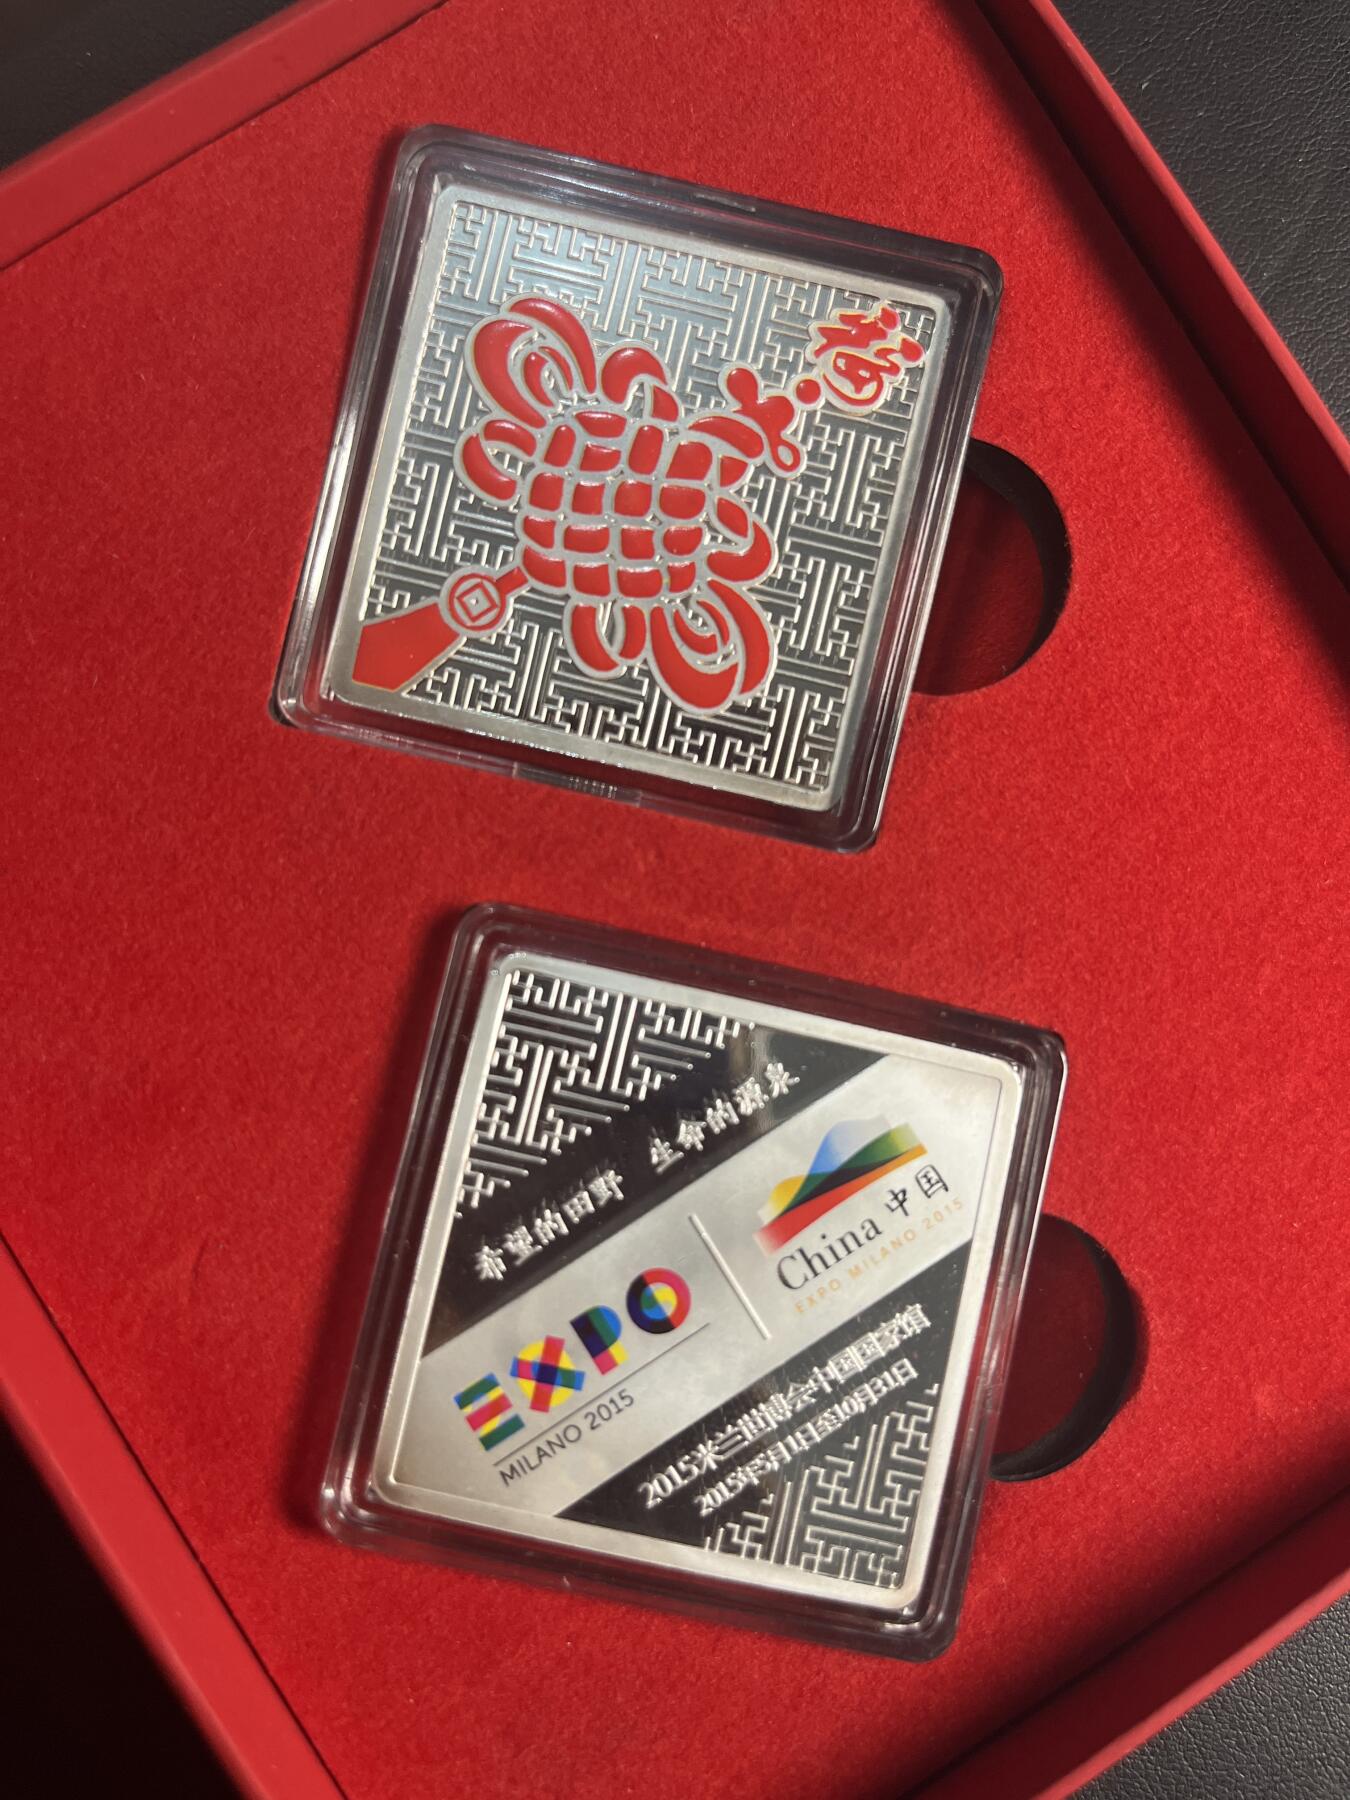 福
希望的田野 生命的源泉
China 中国
EXPO MILANO 2015
EXPO
MILANO 2015
2015米兰世博会中国国家馆
2015年5月1日至10月31日